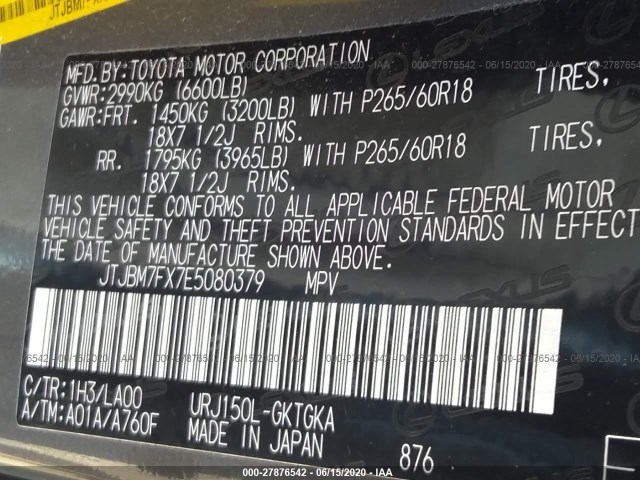 MFD.BY:TOYOTA MOTOR CORPORATION
GVWR:2990KG (6600LB)
GAWR:FRT. 1450KG (3200LB) WITH P265/60R18 TIRES,
18X7 1/2J RIMS.
RR. 1795KG (3965LB) WITH P265/60R18 TIRES,
18X7 1/2J RIMS.
THIS VEHICLE CONFORMS TO ALL APPLICABLE FEDERAL MOTOR
VEHICLE SAFETY AND THEFT PREVENTION STANDARDS IN EFFECT
THE DATE OF MANUFACTURE SHOWN ABOVE.
JTJBM7FX7E5080379 MPV
C/TR:1H3/LA00 URJ150L-GKTGKA
A/TM:A01A/A760F MADE IN JAPAN 876
000-27876542 - 06/15/2020 - IAA